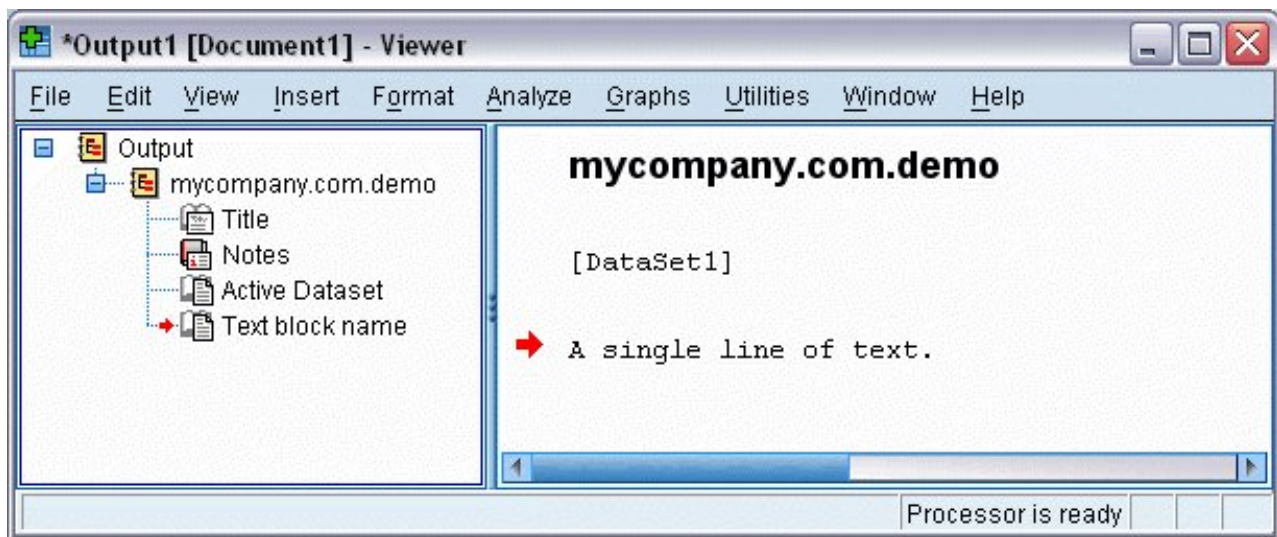 *Output1 [Document1] - Viewer
File Edit View Insert Format Analyze Graphs Utilities Window Help
Output
mycompany.com.demo
Title
Notes
Active Dataset
Text block name
mycompany.com.demo
[DataSet1]
A single line of text.
Processor is ready